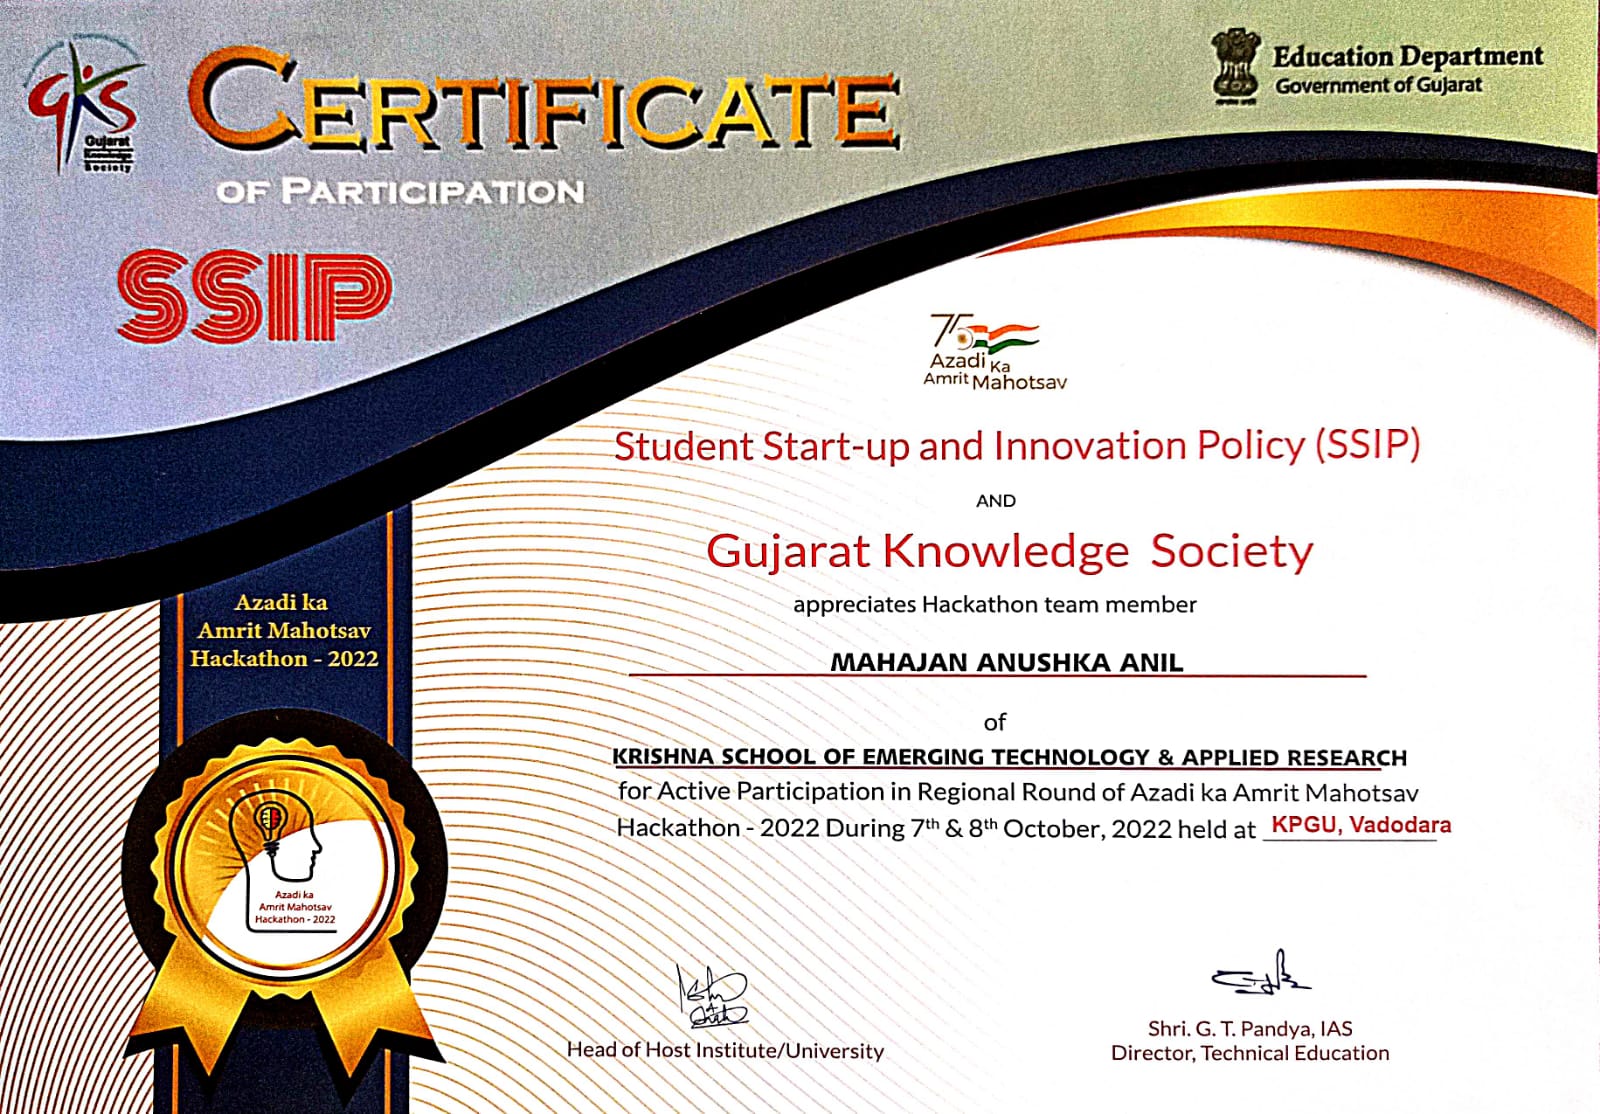 GKS
Gujarat
Knowledge
Society
CERTIFICATE
OF PARTICIPATION
SSIP
Education Department
Government of Gujarat
75
Azadi Ka
Amrit Mahotsav
Student Start-up and Innovation Policy (SSIP)
AND
Gujarat Knowledge Society
appreciates Hackathon team member
MAHAJAN ANUSHKA ANIL
of
KRISHNA SCHOOL OF EMERGING TECHNOLOGY & APPLIED RESEARCH
for Active Participation in Regional Round of Azadi ka Amrit Mahotsav
Hackathon - 2022 During 7th & 8th October, 2022 held at KPGU, Vadodara
Azadi ka
Amrit Mahotsav
Hackathon - 2022
Azadi ka
Amrit Mahotsav
Hackathon - 2022
Head of Host Institute/University
Shri. G. T. Pandya, IAS
Director, Technical Education